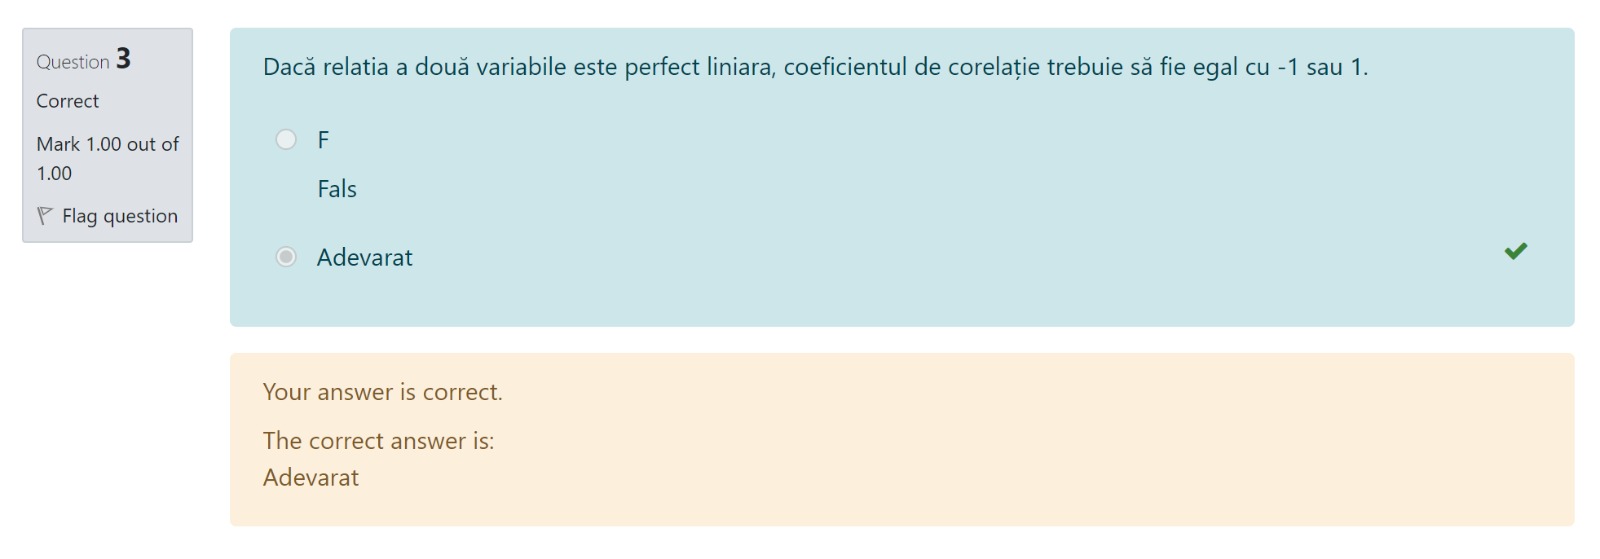 Question 3
Correct
Mark 1.00 out of
1.00
Flag question
Dacă relatia a două variabile este perfect liniara, coeficientul de corelație trebuie să fie egal cu -1 sau 1.
F
Fals
Adevarat
Your answer is correct.
The correct answer is:
Adevarat